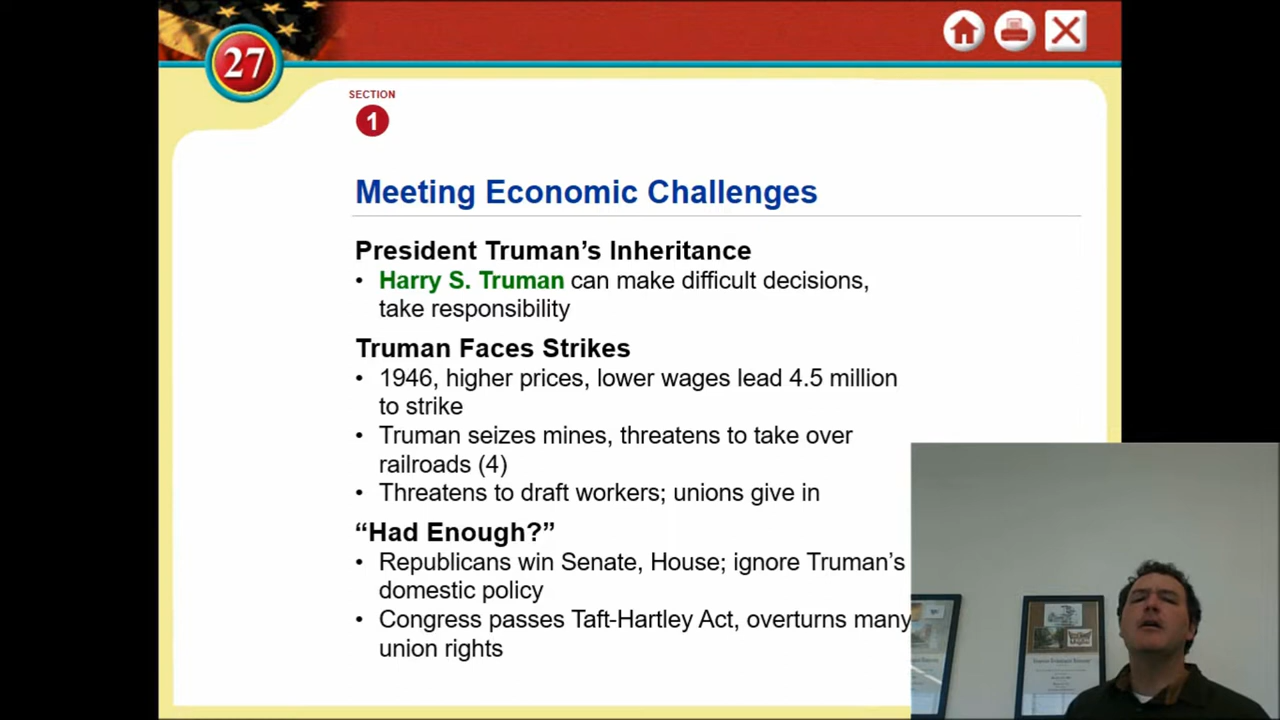 27
SECTION
1
Meeting Economic Challenges
President Truman’s Inheritance
• Harry S. Truman can make difficult decisions,
take responsibility
Truman Faces Strikes
• 1946, higher prices, lower wages lead 4.5 million
to strike
• Truman seizes mines, threatens to take over
railroads (4)
• Threatens to draft workers; unions give in
“Had Enough?”
• Republicans win Senate, House; ignore Truman’s
domestic policy
• Congress passes Taft-Hartley Act, overturns many
union rights